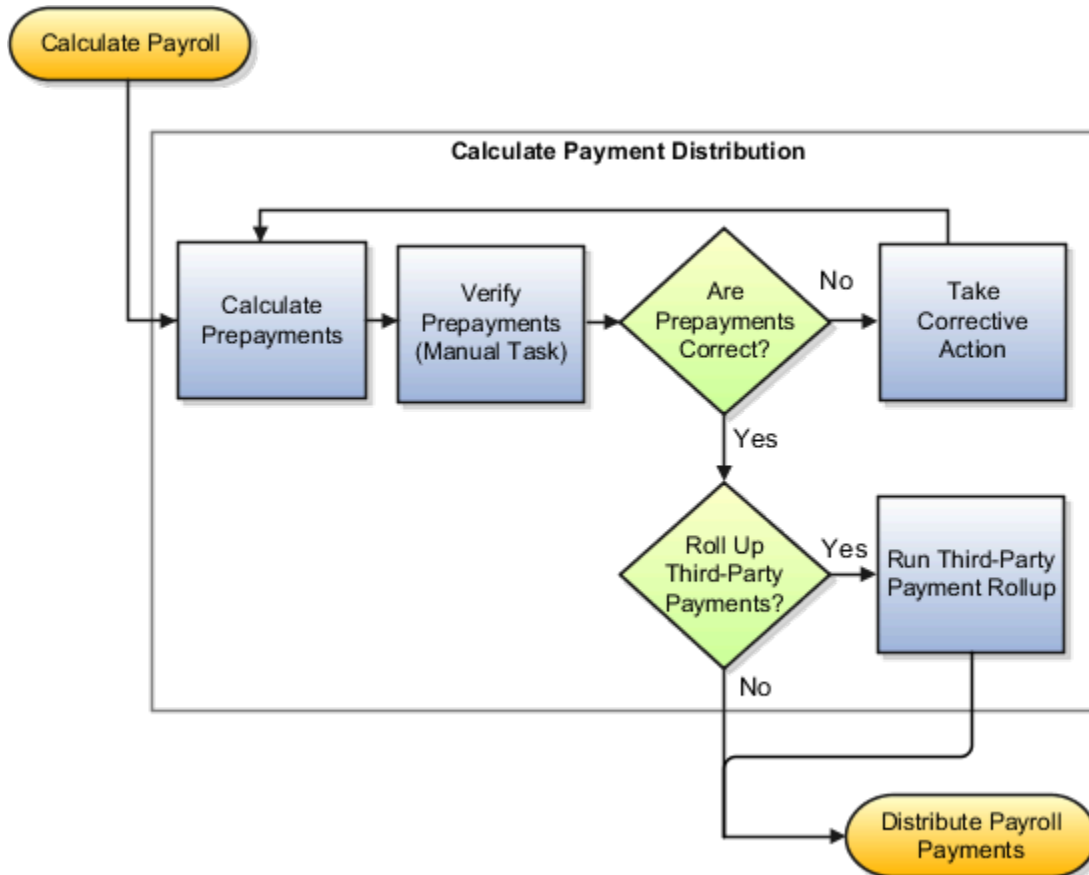 Calculate Payroll
Calculate Payment Distribution
Calculate
Prepayments
Verify
Prepayments
(Manual Task)
Are
Prepayments
Correct?
No
Take
Corrective
Action
Yes
Roll Up
Third-Party
Payments?
Yes
Run Third-Party
Payment Rollup
No
Distribute Payroll
Payments